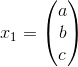 x₁ = (a
b
c)